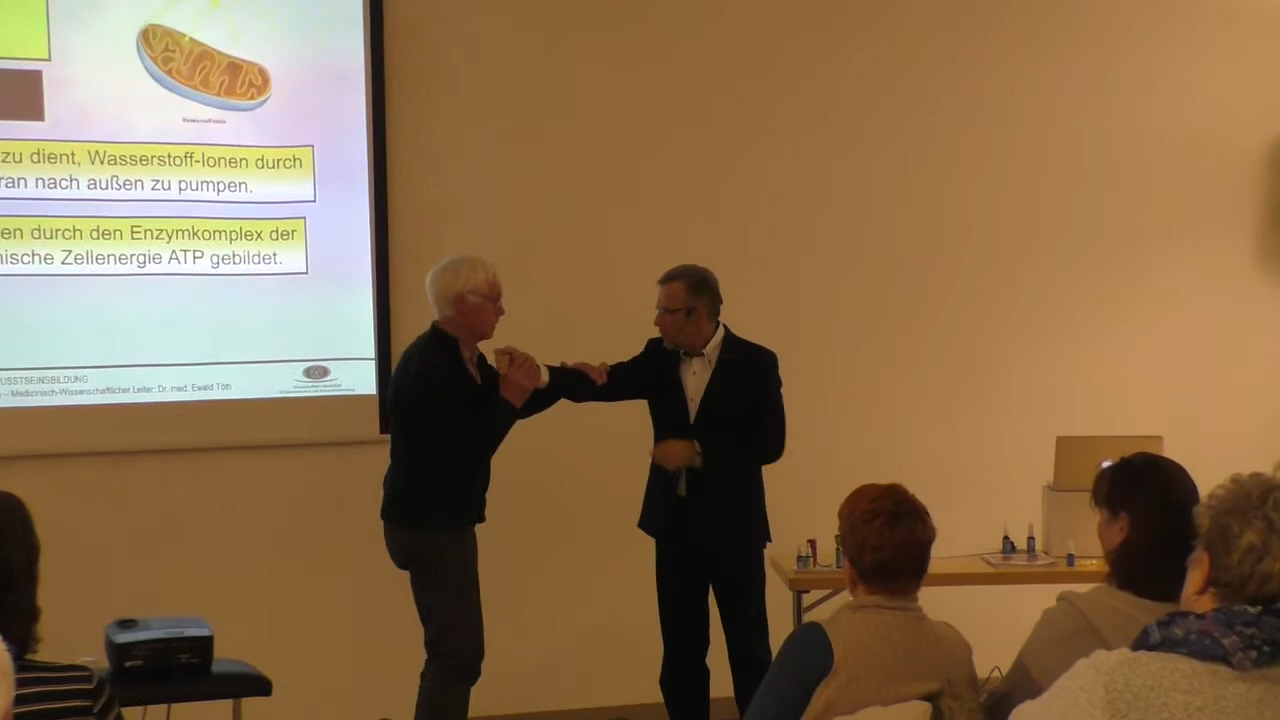 zu dient, Wasserstoff-Ionen durch
ran nach außen zu pumpen.
en durch den Enzymkomplex der
nische Zellenergie ATP gebildet.
USSTSEINSBILDUNG
– Medizinisch-Wissenschaftlicher Leiter: Dr. med. Ewald Töth